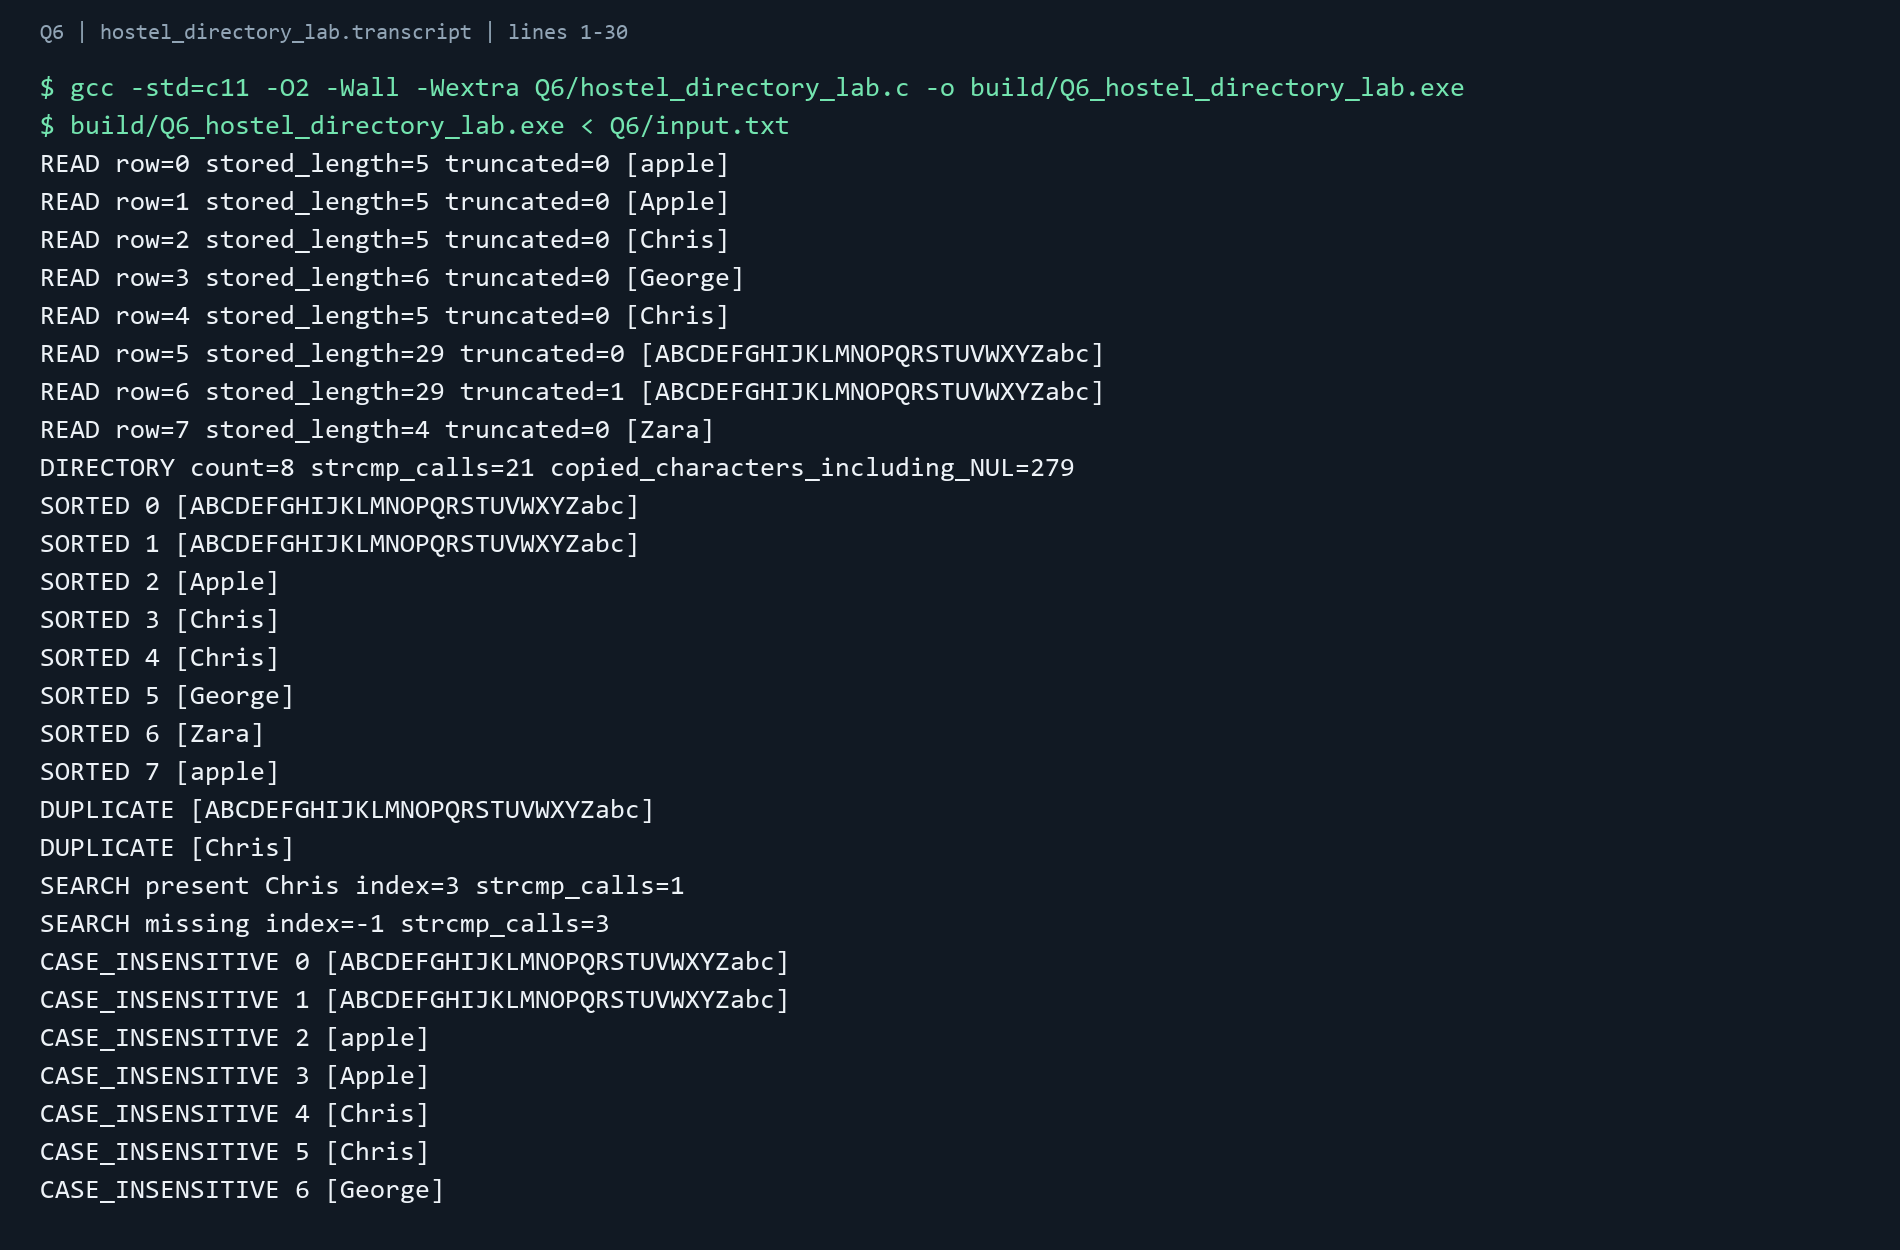 Q6 | hostel_directory_lab.transcript | lines 1-30
$ gcc -std=c11 -O2 -Wall -Wextra Q6/hostel_directory_lab.c -o build/Q6_hostel_directory_lab.exe
$ build/Q6_hostel_directory_lab.exe < Q6/input.txt
READ row=0 stored_length=5 truncated=0 [apple]
READ row=1 stored_length=5 truncated=0 [Apple]
READ row=2 stored_length=5 truncated=0 [Chris]
READ row=3 stored_length=6 truncated=0 [George]
READ row=4 stored_length=5 truncated=0 [Chris]
READ row=5 stored_length=29 truncated=0 [ABCDEFGHIJKLMNOPQRSTUVWXYZabc]
READ row=6 stored_length=29 truncated=1 [ABCDEFGHIJKLMNOPQRSTUVWXYZabc]
READ row=7 stored_length=4 truncated=0 [Zara]
DIRECTORY count=8 strcmp_calls=21 copied_characters_including_NUL=279
SORTED 0 [ABCDEFGHIJKLMNOPQRSTUVWXYZabc]
SORTED 1 [ABCDEFGHIJKLMNOPQRSTUVWXYZabc]
SORTED 2 [Apple]
SORTED 3 [Chris]
SORTED 4 [Chris]
SORTED 5 [George]
SORTED 6 [Zara]
SORTED 7 [apple]
DUPLICATE [ABCDEFGHIJKLMNOPQRSTUVWXYZabc]
DUPLICATE [Chris]
SEARCH present Chris index=3 strcmp_calls=1
SEARCH missing index=-1 strcmp_calls=3
CASE_INSENSITIVE 0 [ABCDEFGHIJKLMNOPQRSTUVWXYZabc]
CASE_INSENSITIVE 1 [ABCDEFGHIJKLMNOPQRSTUVWXYZabc]
CASE_INSENSITIVE 2 [apple]
CASE_INSENSITIVE 3 [Apple]
CASE_INSENSITIVE 4 [Chris]
CASE_INSENSITIVE 5 [Chris]
CASE_INSENSITIVE 6 [George]